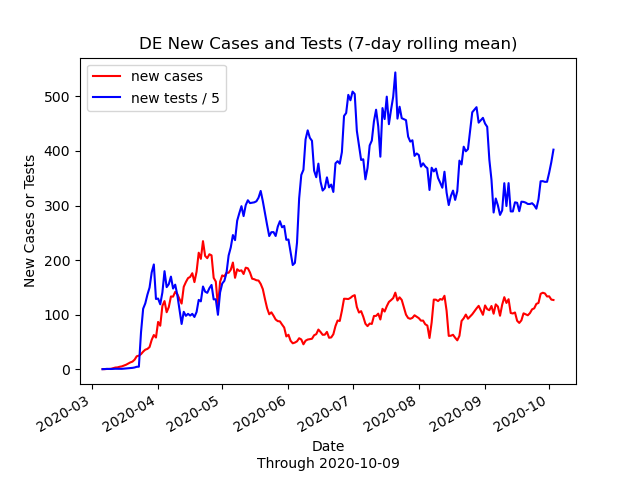 DE New Cases and Tests (7-day rolling mean)
new cases
new tests / 5
New Cases or Tests
500
400
300
200
100
0
2020-03
2020-04
2020-05
2020-06
2020-07
2020-08
2020-09
2020-10
Date
Through 2020-10-09